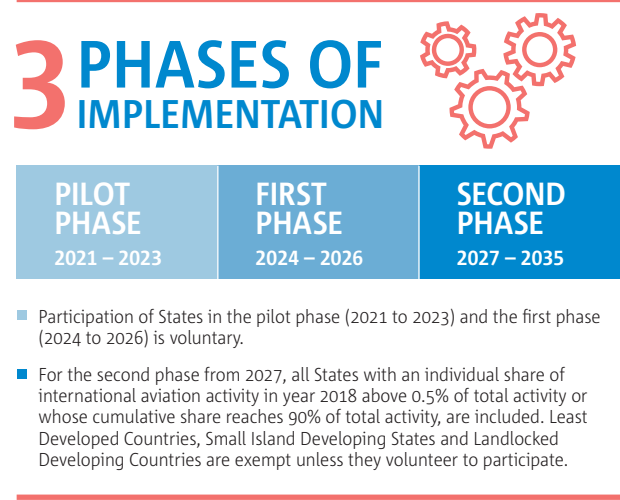 3 PHASES OF
IMPLEMENTATION
PILOT
PHASE
2021 – 2023
FIRST
PHASE
2024 – 2026
SECOND
PHASE
2027 – 2035
Participation of States in the pilot phase (2021 to 2023) and the first phase
(2024 to 2026) is voluntary.
For the second phase from 2027, all States with an individual share of
international aviation activity in year 2018 above 0.5% of total activity or
whose cumulative share reaches 90% of total activity, are included. Least
Developed Countries, Small Island Developing States and Landlocked
Developing Countries are exempt unless they volunteer to participate.